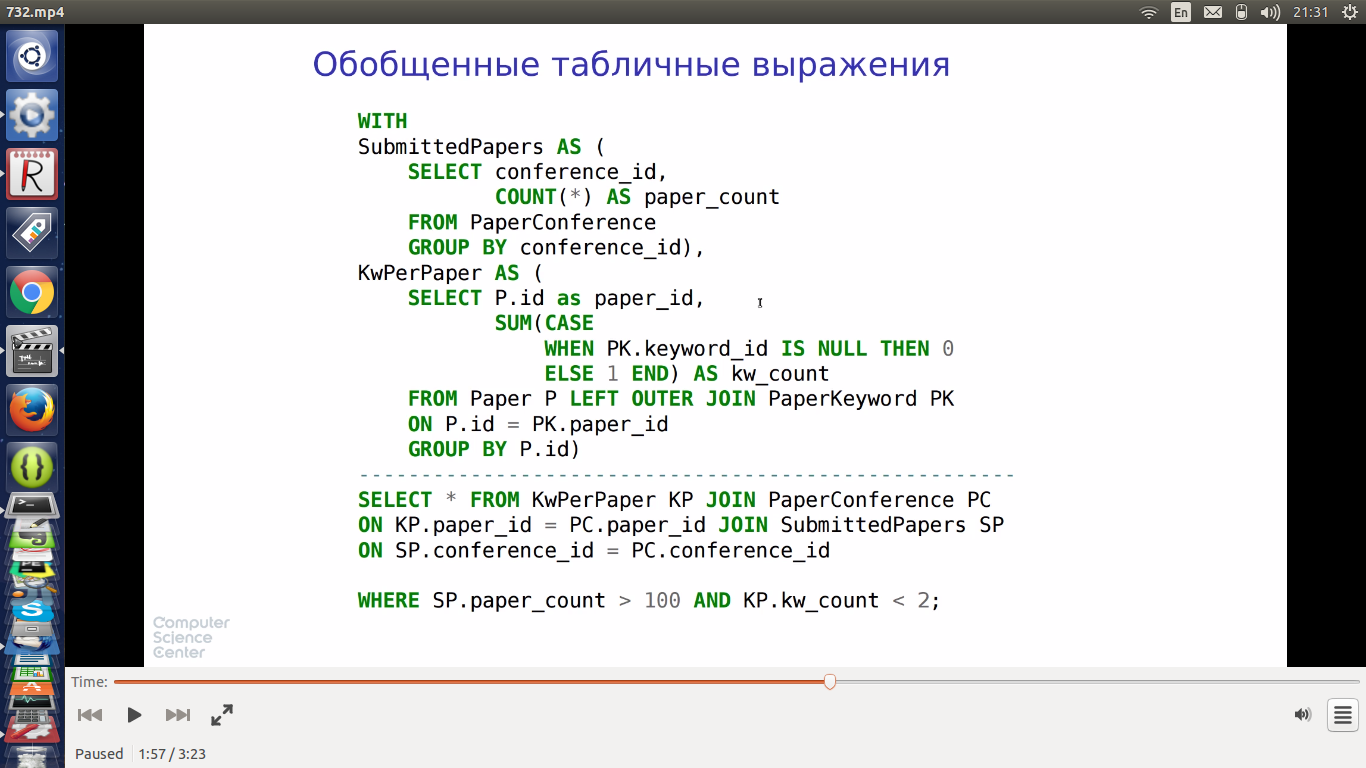 732.mp4
En
21:31
Обобщенные табличные выражения
WITH
SubmittedPapers AS (
    SELECT conference_id,
           COUNT(*) AS paper_count
    FROM PaperConference
    GROUP BY conference_id),
KwPerPaper AS (
    SELECT P.id as paper_id,
           SUM(CASE
               WHEN PK.keyword_id IS NULL THEN 0
               ELSE 1 END) AS kw_count
    FROM Paper P LEFT OUTER JOIN PaperKeyword PK
    ON P.id = PK.paper_id
    GROUP BY P.id)
-----------------------------------------------------
SELECT * FROM KwPerPaper KP JOIN PaperConference PC
ON KP.paper_id = PC.paper_id JOIN SubmittedPapers SP
ON SP.conference_id = PC.conference_id
WHERE SP.paper_count > 100 AND KP.kw_count < 2;
Computer
Science
Center
Time:
Paused
1:57 / 3:23